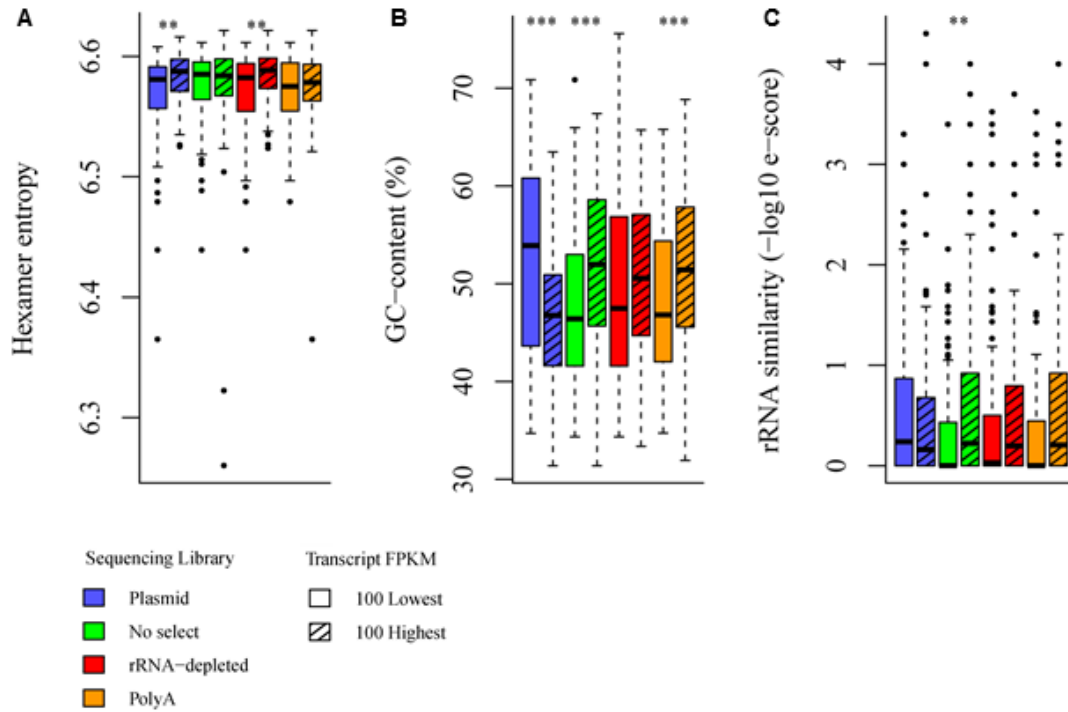 A
B
C
**
**
***
***
***
**
Hexamer entropy
6.6
6.5
6.4
6.3
GC−content (%)
70
60
50
40
30
rRNA similarity (−log10 e−score)
4
3
2
1
0
Sequencing Library
Plasmid
No select
rRNA−depleted
PolyA
Transcript FPKM
100 Lowest
100 Highest